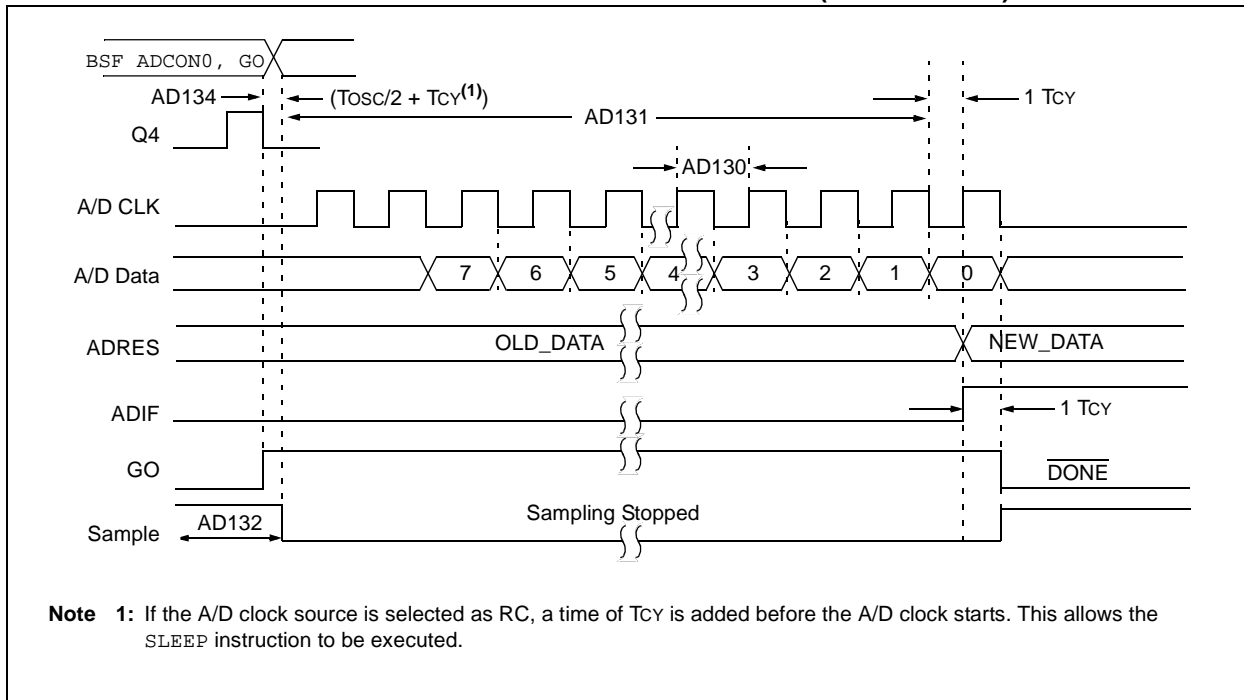 BSF ADCON0, GO
AD134
(TOSC/2 + TCY(1))
1 TCY
AD131
Q4
AD130
A/D CLK
A/D Data
7 6 5 4 3 2 1 0
ADRES
OLD_DATA
NEW_DATA
ADIF
1 TCY
GO
DONE
Sample
AD132
Sampling Stopped
Note 1: If the A/D clock source is selected as RC, a time of TCY is added before the A/D clock starts. This allows the
SLEEP instruction to be executed.